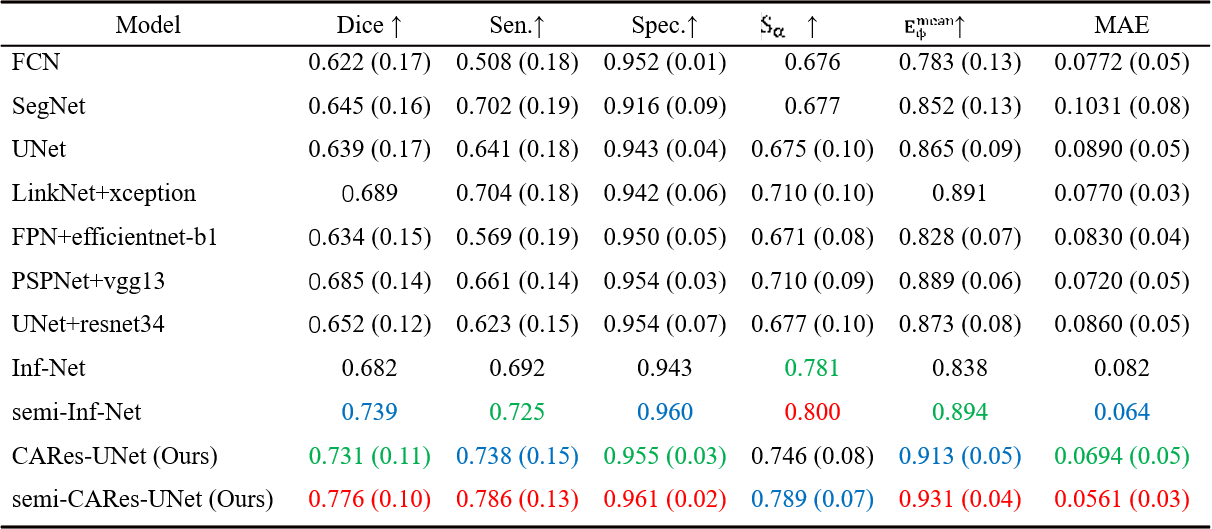 Model Dice ↑ Sen.↑ Spec.↑ Sα ↑ Eϕmean↑ MAE
FCN 0.622 (0.17) 0.508 (0.18) 0.952 (0.01) 0.676 0.783 (0.13) 0.0772 (0.05)
SegNet 0.645 (0.16) 0.702 (0.19) 0.916 (0.09) 0.677 0.852 (0.13) 0.1031 (0.08)
UNet 0.639 (0.17) 0.641 (0.18) 0.943 (0.04) 0.675 (0.10) 0.865 (0.09) 0.0890 (0.05)
LinkNet+xception 0.689 0.704 (0.18) 0.942 (0.06) 0.710 (0.10) 0.891 0.0770 (0.03)
FPN+efficientnet-b1 0.634 (0.15) 0.569 (0.19) 0.950 (0.05) 0.671 (0.08) 0.828 (0.07) 0.0830 (0.04)
PSPNet+vgg13 0.685 (0.14) 0.661 (0.14) 0.954 (0.03) 0.710 (0.09) 0.889 (0.06) 0.0720 (0.05)
UNet+resnet34 0.652 (0.12) 0.623 (0.15) 0.954 (0.07) 0.677 (0.10) 0.873 (0.08) 0.0860 (0.05)
Inf-Net 0.682 0.692 0.943 0.781 0.838 0.082
semi-Inf-Net 0.739 0.725 0.960 0.800 0.894 0.064
CARes-UNet (Ours) 0.731 (0.11) 0.738 (0.15) 0.955 (0.03) 0.746 (0.08) 0.913 (0.05) 0.0694 (0.05)
semi-CARes-UNet (Ours) 0.776 (0.10) 0.786 (0.13) 0.961 (0.02) 0.789 (0.07) 0.931 (0.04) 0.0561 (0.03)